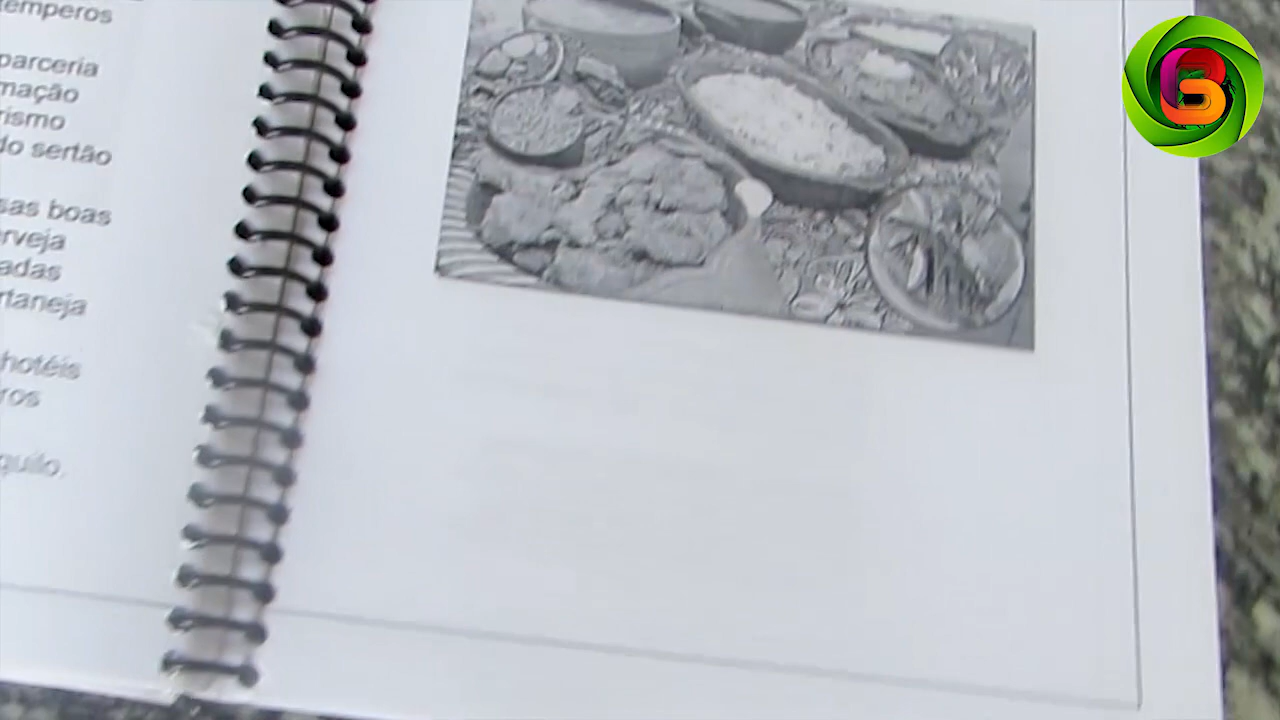 temperos
parceria
mação
rismo
do sertão
sas boas
rveja
adas
rtaneja
hotéis
ros
quilo.
B